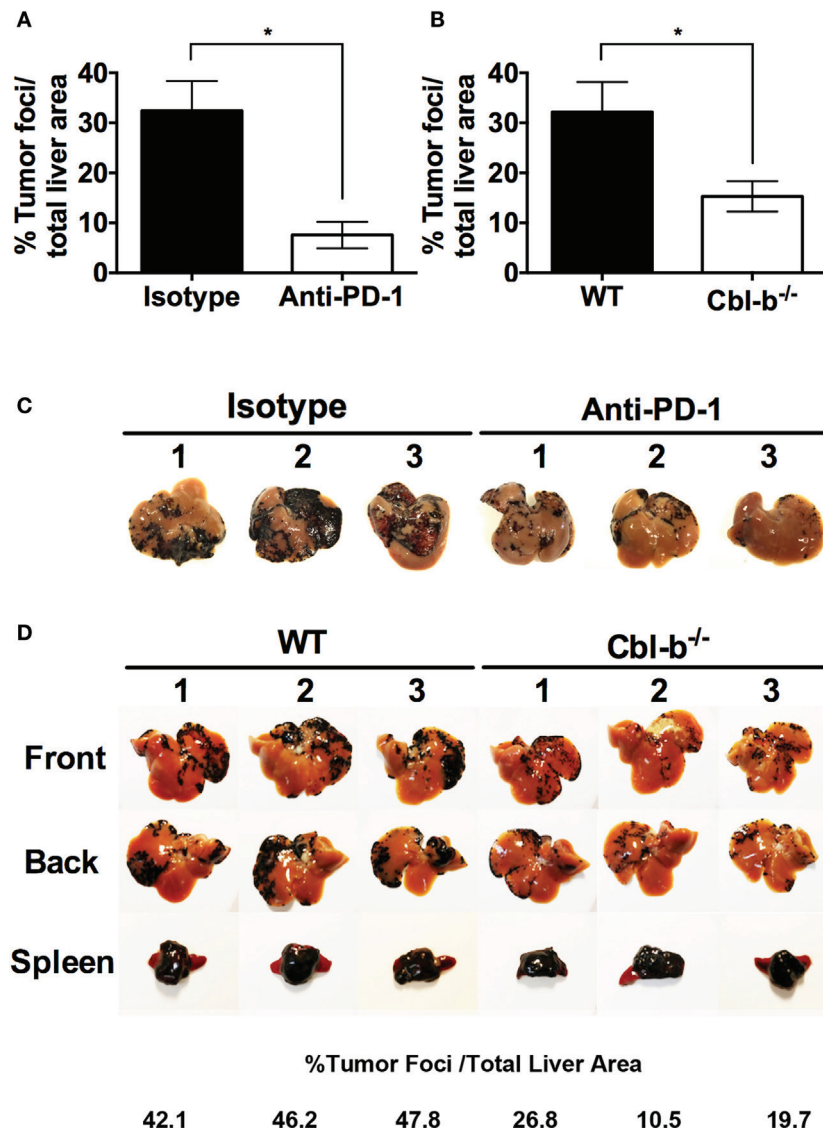 A
B
*
*
% Tumor foci/
total liver area
40
30
20
10
0
Isotype
Anti-PD-1
% Tumor foci/
total liver area
40
30
20
10
0
WT
Cbl-b-/-
C
Isotype
Anti-PD-1
1 2 3 1 2 3
D
WT
Cbl-b-/-
1 2 3 1 2 3
Front
Back
Spleen
%Tumor Foci /Total Liver Area
42.1 46.2 47.8 26.8 10.5 19.7